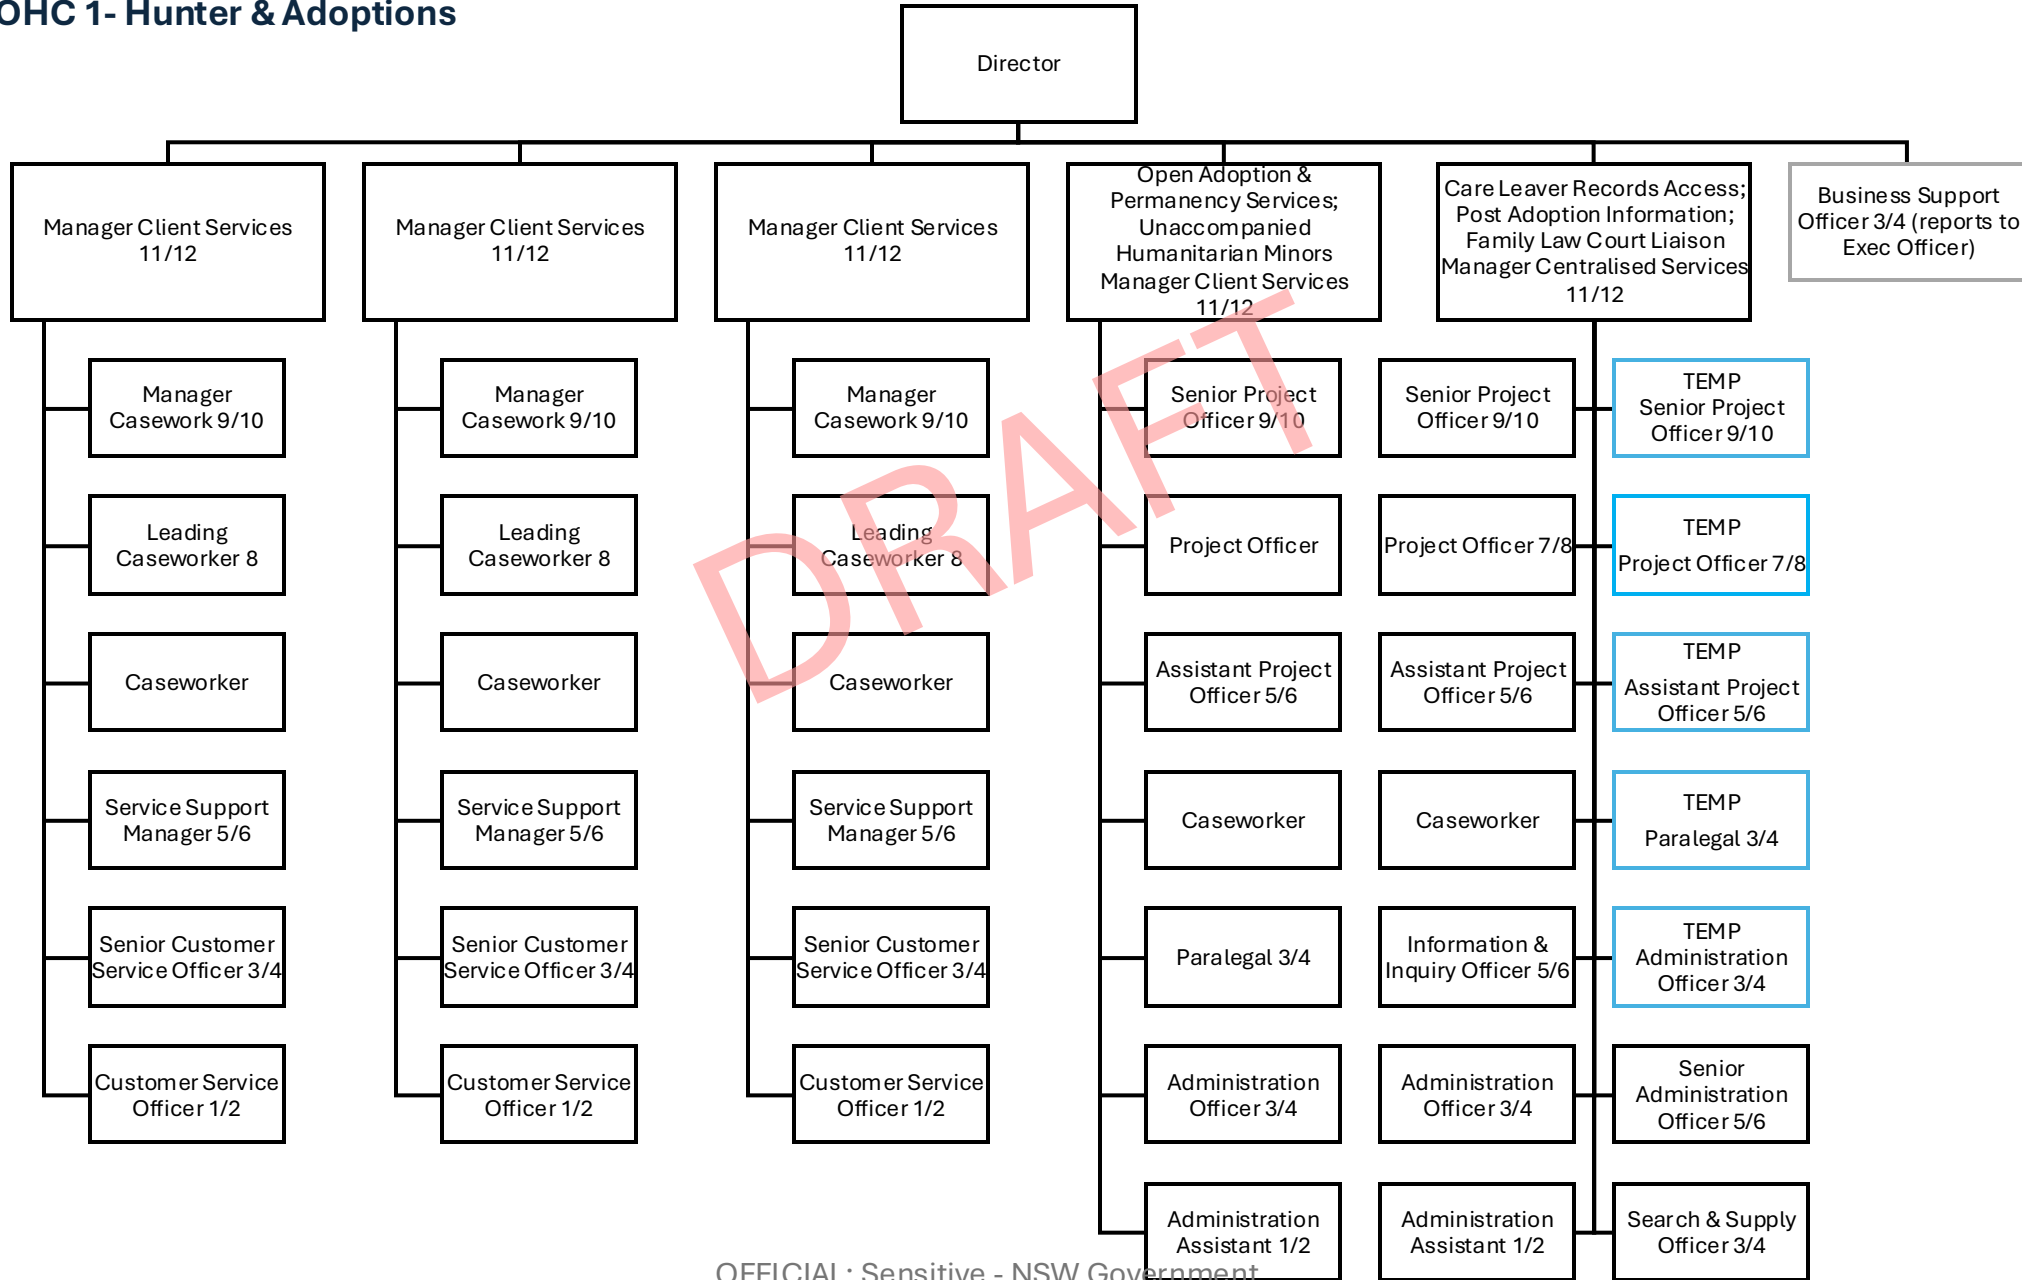 OHC 1- Hunter & Adoptions
Director
Manager Client Services
11/12
Manager Client Services
11/12
Manager Client Services
11/12
Open Adoption &
Permanency Services;
Unaccompanied
Humanitarian Minors
Manager Client Services
11/12
Care Leaver Records Access;
Post Adoption Information;
Family Law Court Liaison
Manager Centralised Services
11/12
Business Support
Officer 3/4 (reports to
Exec Officer)
Manager
Casework 9/10
Manager
Casework 9/10
Manager
Casework 9/10
Senior Project
Officer 9/10
Senior Project
Officer 9/10
TEMP
Senior Project
Officer 9/10
Leading
Caseworker 8
Leading
Caseworker 8
Leading
Caseworker 8
Project Officer
Project Officer 7/8
TEMP
Project Officer 7/8
Caseworker
Caseworker
Caseworker
Assistant Project
Officer 5/6
Assistant Project
Officer 5/6
TEMP
Assistant Project
Officer 5/6
Service Support
Manager 5/6
Service Support
Manager 5/6
Service Support
Manager 5/6
Caseworker
Caseworker
TEMP
Paralegal 3/4
Senior Customer
Service Officer 3/4
Senior Customer
Service Officer 3/4
Senior Customer
Service Officer 3/4
Paralegal 3/4
Information &
Inquiry Officer 5/6
TEMP
Administration
Officer 3/4
Customer Service
Officer 1/2
Customer Service
Officer 1/2
Customer Service
Officer 1/2
Administration
Officer 3/4
Administration
Officer 3/4
Senior
Administration
Officer 5/6
Administration
Assistant 1/2
Administration
Assistant 1/2
Search & Supply
Officer 3/4
DRAFT
OFFICIAL: Sensitive - NSW Government